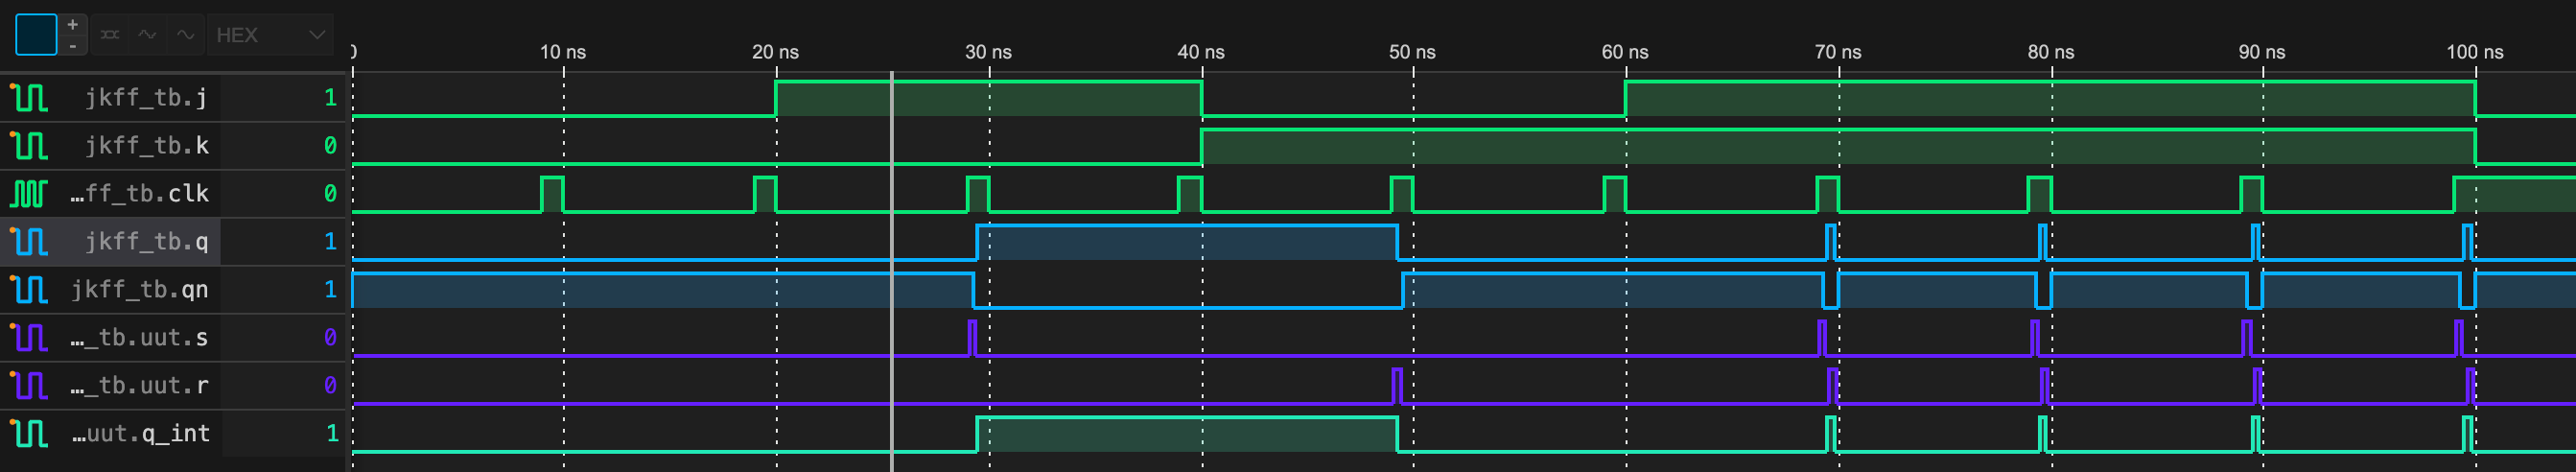 +
-
HEX
0 10 ns 20 ns 30 ns 40 ns 50 ns 60 ns 70 ns 80 ns 90 ns 100 ns
jkff_tb.j 1
jkff_tb.k 0
…ff_tb.clk 0
jkff_tb.q 1
jkff_tb.qn 1
…_tb.uut.s 0
…_tb.uut.r 0
…uut.q_int 1